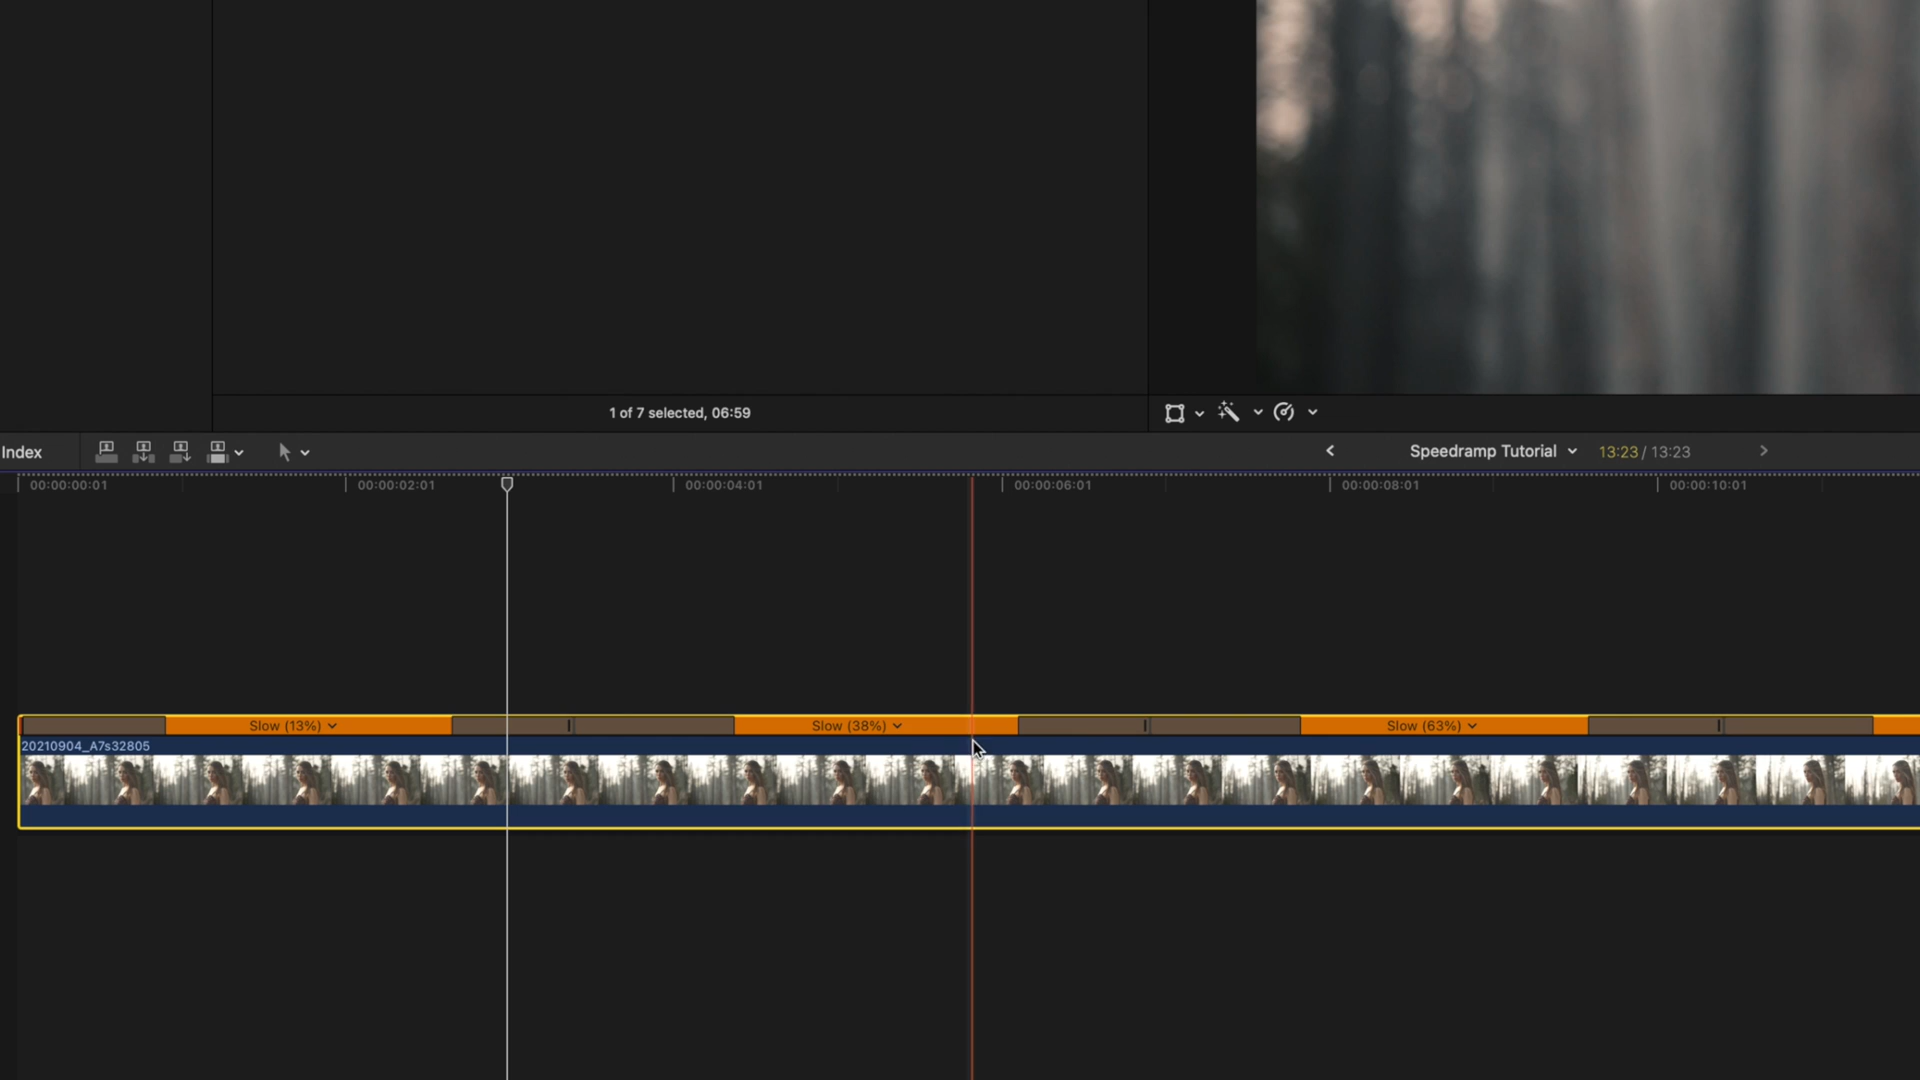 1 of 7 selected, 06:59
Index
Speedramp Tutorial
13:23 / 13:23
00:00:00:01
00:00:02:01
00:00:04:01
00:00:06:01
00:00:08:01
00:00:10:01
Slow (13%)
Slow (38%)
Slow (63%)
20210904_A7s32805